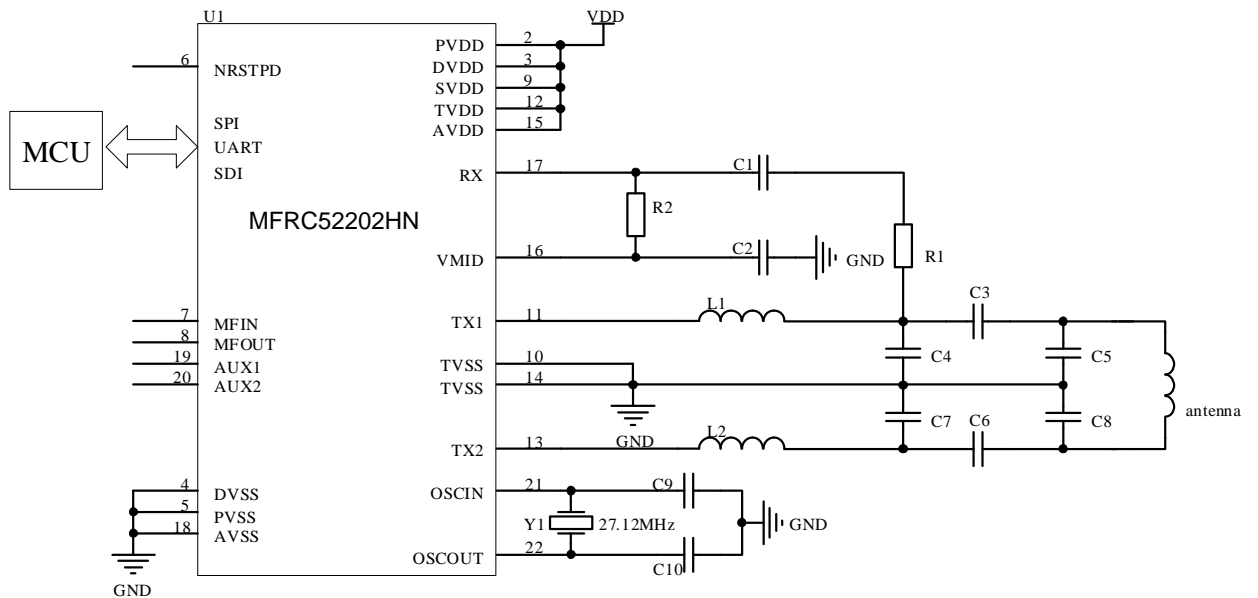 U1
VDD
6
NRSTPD
PVDD
2
DVDD
3
SVDD
9
TVDD
12
AVDD
15
MCU
SPI
UART
SDI
MFRC52202HN
RX
17
C1
R2
R1
VMID
16
C2
GND
7
MFIN
8
MFOUT
19
AUX1
20
AUX2
TX1
11
L1
C3
TVSS
10
C4
C5
TVSS
14
antenna
GND
C7
C6
C8
TX2
13
L2
4
DVSS
5
PVSS
18
AVSS
GND
OSCIN
21
C9
Y1
27.12MHz
GND
OSCOUT
22
C10